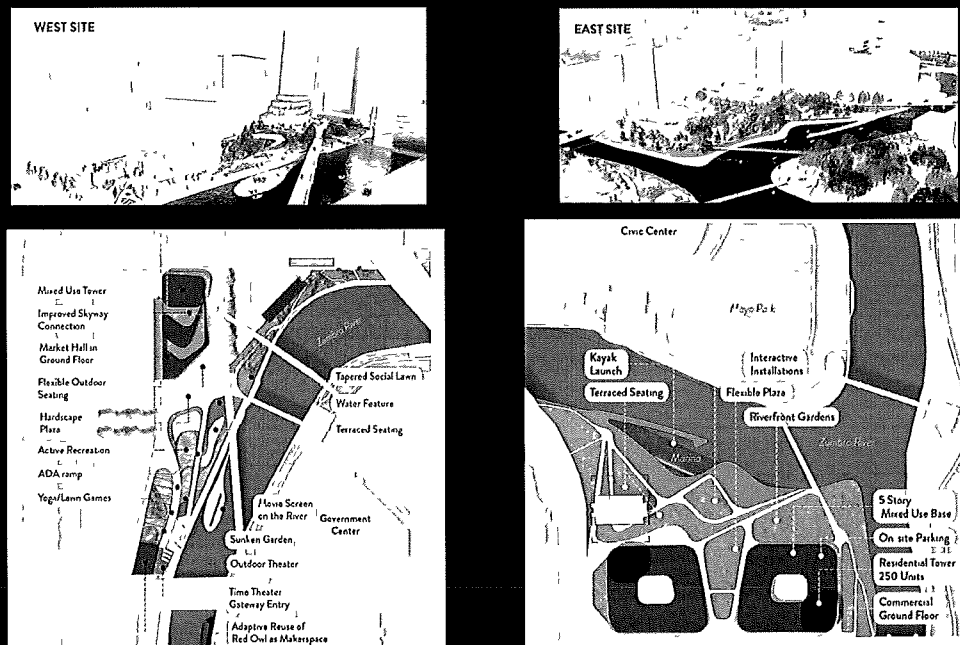 WEST SITE
EAST SITE
Mixed Use Tower
Improved Skyway
Connection
Market Hall in
Ground Floor
Flexible Outdoor
Seating
Hardscape
Plaza
Active Recreation
ADA ramp
Yoga/Lawn Games
Zumbro River
Tapered Social Lawn
Water Feature
Terraced Seating
Movie Screen
on the River
Government
Center
Sunken Garden
Outdoor Theater
Time Theater
Gateway Entry
Adaptive Reuse of
Red Owl as Makerspace
Civic Center
Mayo Park
Kayak
Launch
Interactive
Installations
Terraced Seating
Flexible Plaza
Riverfront Gardens
Zumbro River
Marina
5 Story
Mixed Use Base
On-site Parking
Residential Tower
250 Units
Commercial
Ground Floor